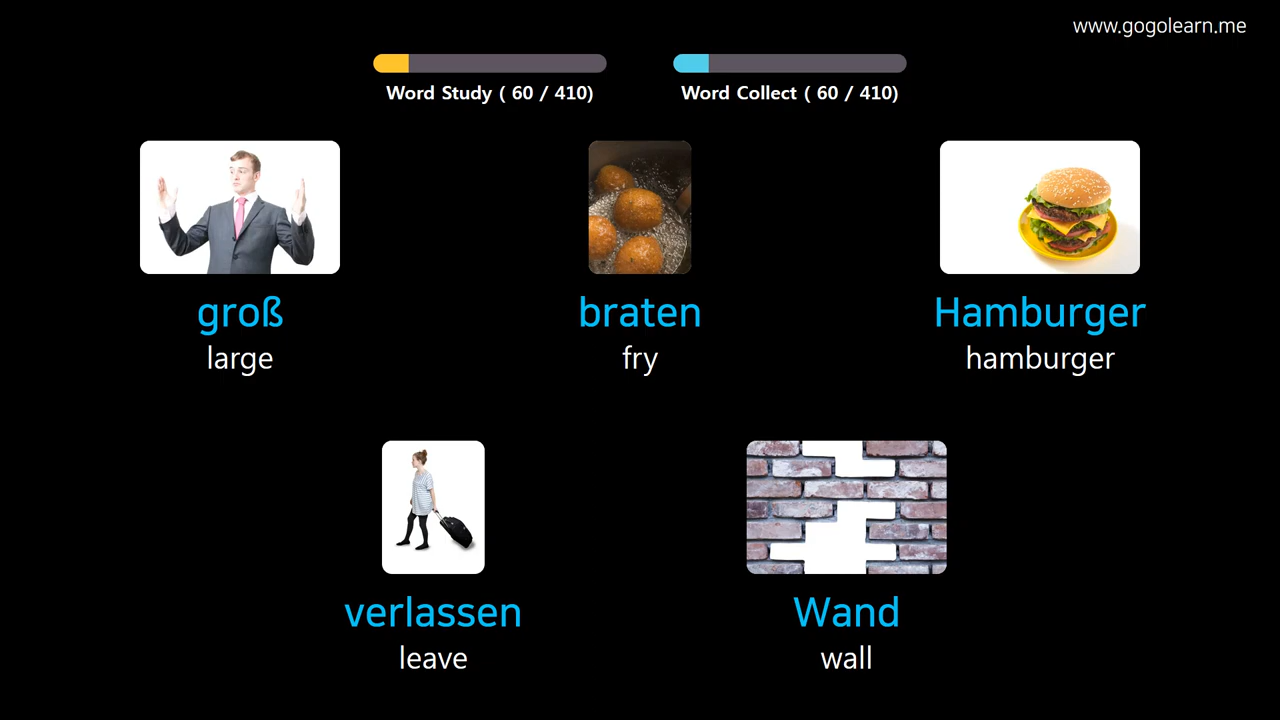 www.gogolearn.me
Word Study ( 60 / 410)
Word Collect ( 60 / 410)
groß
large
braten
fry
Hamburger
hamburger
verlassen
leave
Wand
wall